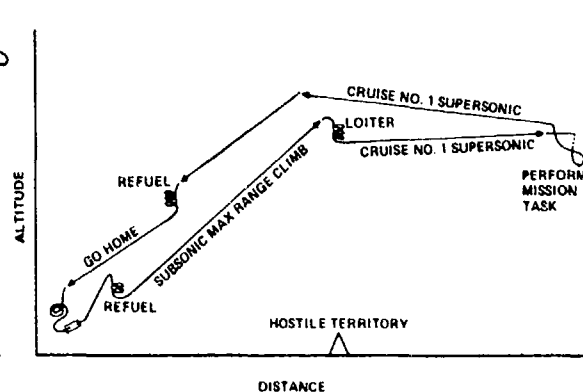 CRUISE NO. 1 SUPERSONIC
LOITER
CRUISE NO. 1 SUPERSONIC
PERFORM
MISSION
TASK
REFUEL
SUBSONIC MAX RANGE CLIMB
ALTITUDE
GO HOME
REFUEL
HOSTILE TERRITORY
DISTANCE